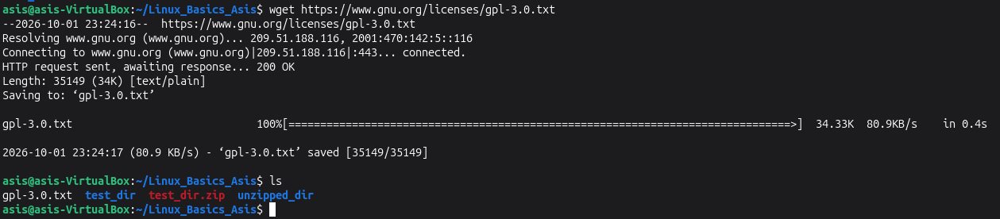 asis@asis-VirtualBox:~/Linux_Basics_Asis$ wget https://www.gnu.org/licenses/gpl-3.0.txt
--2026-10-01 23:24:16--  https://www.gnu.org/licenses/gpl-3.0.txt
Resolving www.gnu.org (www.gnu.org)... 209.51.188.116, 2001:470:142:5::116
Connecting to www.gnu.org (www.gnu.org)|209.51.188.116|:443... connected.
HTTP request sent, awaiting response... 200 OK
Length: 35149 (34K) [text/plain]
Saving to: ‘gpl-3.0.txt’
gpl-3.0.txt                             100%[===============================================================================>]  34.33K  80.9KB/s    in 0.4s
2026-10-01 23:24:17 (80.9 KB/s) - ‘gpl-3.0.txt’ saved [35149/35149]
asis@asis-VirtualBox:~/Linux_Basics_Asis$ ls
gpl-3.0.txt  test_dir  test_dir.zip  unzipped_dir
asis@asis-VirtualBox:~/Linux_Basics_Asis$